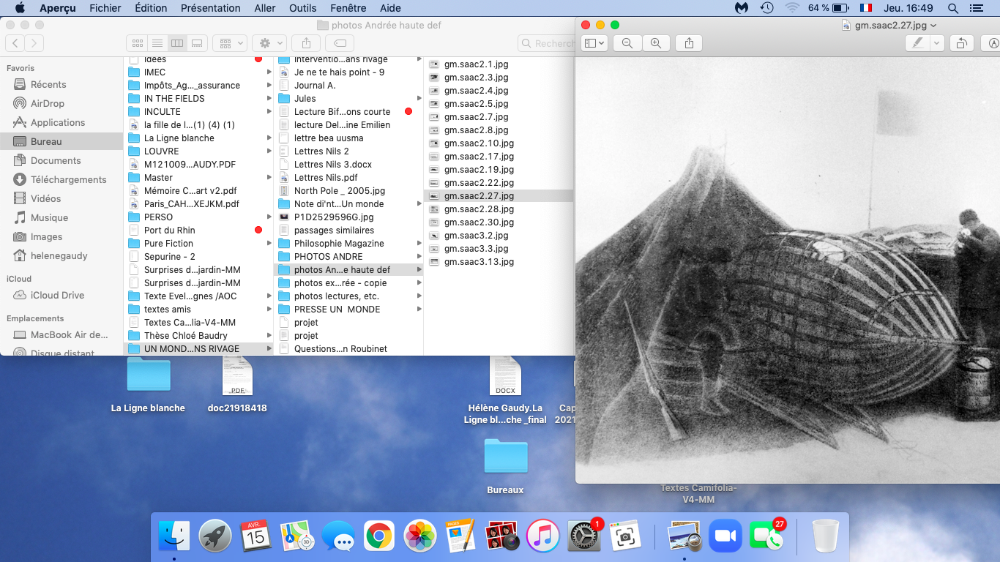 Aperçu Fichier Édition Présentation Aller Outils Fenêtre Aide 64 % Jeu. 16:49
photos Andrée haute def
Recherch
Favoris
Récents
AirDrop
Applications
Bureau
Documents
Téléchargements
Vidéos
Musique
Images
helenegaudy
iCloud
iCloud Drive
Emplacements
MacBook Air de...
Disque distant
Idées
IMEC
Impôts_Ag..._assurance
IN THE FIELDS
INCULTE
la fille de l...(1) (4) (1)
La Ligne blanche
LOUVRE
M121009...AUDY.PDF
Master
Mémoire C...art v2.pdf
Paris_CAH...XEJKM.pdf
PERSO
Port du Rhin
Pure Fiction
Sepurine - 2
Surprises d...jardin-MM
Surprises d...jardin-MM
Texte Evel...gnes /AOC
textes amis
Textes Ca...lia-V4-MM
Thèse Chloé Baudry
UN MOND...NS RIVAGE
Interventio...ans rivage
Je ne te hais point - 9
Journal A.
Jules
Lecture Bif...ons courte
lecture Del...ine Emilien
lettre bea uusma
Lettres Nils 2
Lettres Nils 3.docx
Lettres Nils.pdf
North Pole _ 2005.jpg
Note di'nt...Un monde
P1D2529596G.jpg
passages similaires
Philosophie Magazine
PHOTOS ANDRE
photos An...e haute def
photos ex...rée - copie
photos lectures, etc.
PRESSE UN  MONDE
projet
projet
Questions...n Roubinet
gm.saac2.1.jpg
gm.saac2.3.jpg
gm.saac2.4.jpg
gm.saac2.5.jpg
gm.saac2.7.jpg
gm.saac2.8.jpg
gm.saac2.10.jpg
gm.saac2.17.jpg
gm.saac2.19.jpg
gm.saac2.22.jpg
gm.saac2.27.jpg
gm.saac2.28.jpg
gm.saac2.30.jpg
gm.saac3.2.jpg
gm.saac3.3.jpg
gm.saac3.13.jpg
gm.saac2.27.jpg
La Ligne blanche
PDF
doc21918418
DOCX
Hélène Gaudy.La
Ligne bl...che _final
Cap
2021
Bureaux
Textes Camifolia-
V4-MM
AVR.
15
3D
PAGES
1
27